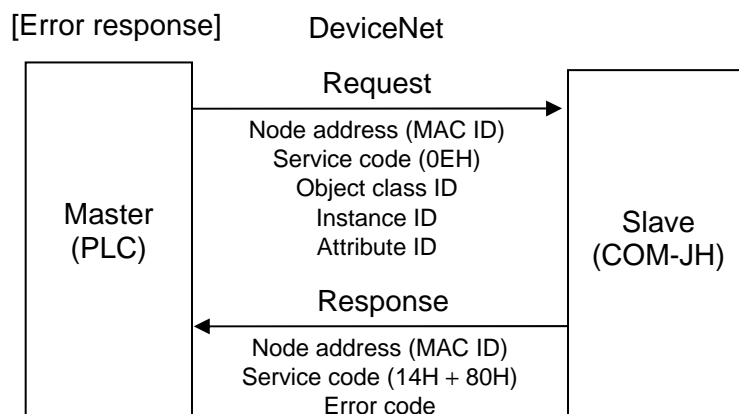 [Error response]
DeviceNet
Request
Node address (MAC ID)
Service code (0EH)
Object class ID
Instance ID
Attribute ID
Master
(PLC)
Slave
(COM-JH)
Response
Node address (MAC ID)
Service code (14H + 80H)
Error code